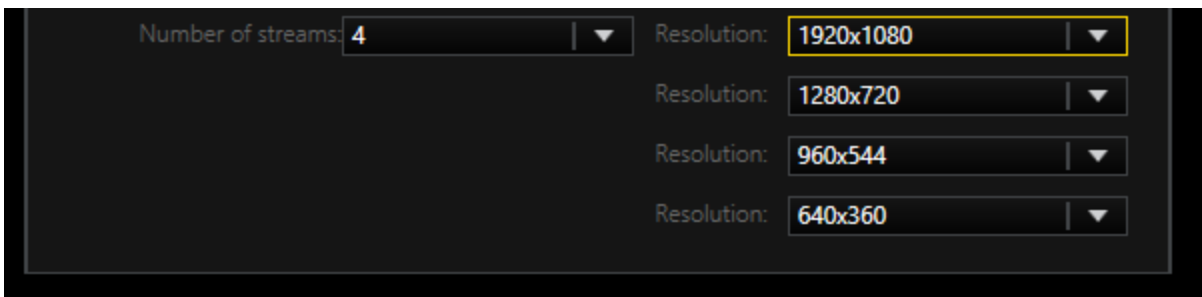 Number of streams: 4 Resolution: 1920x1080
Resolution: 1280x720
Resolution: 960x544
Resolution: 640x360